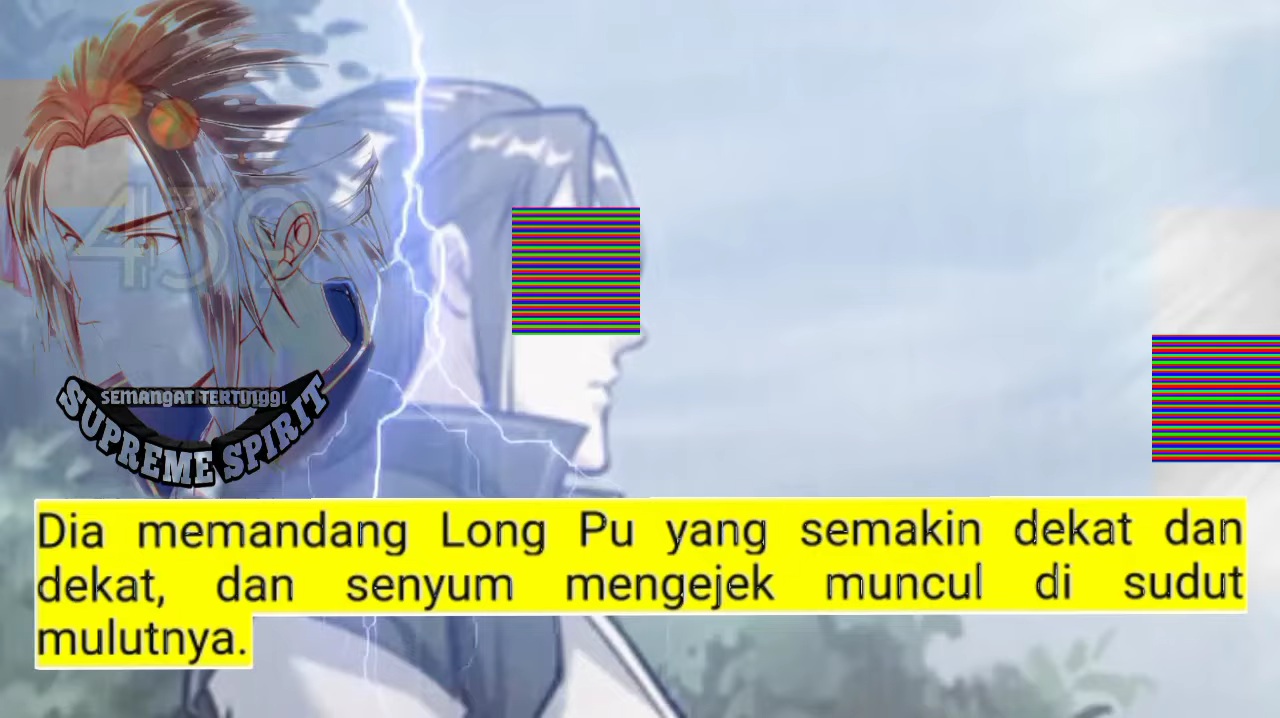 439
SEMANGAT TERTINGGI
SUPREME SPIRIT
Dia memandang Long Pu yang semakin dekat dan
dekat, dan senyum mengejek muncul di sudut
mulutnya.